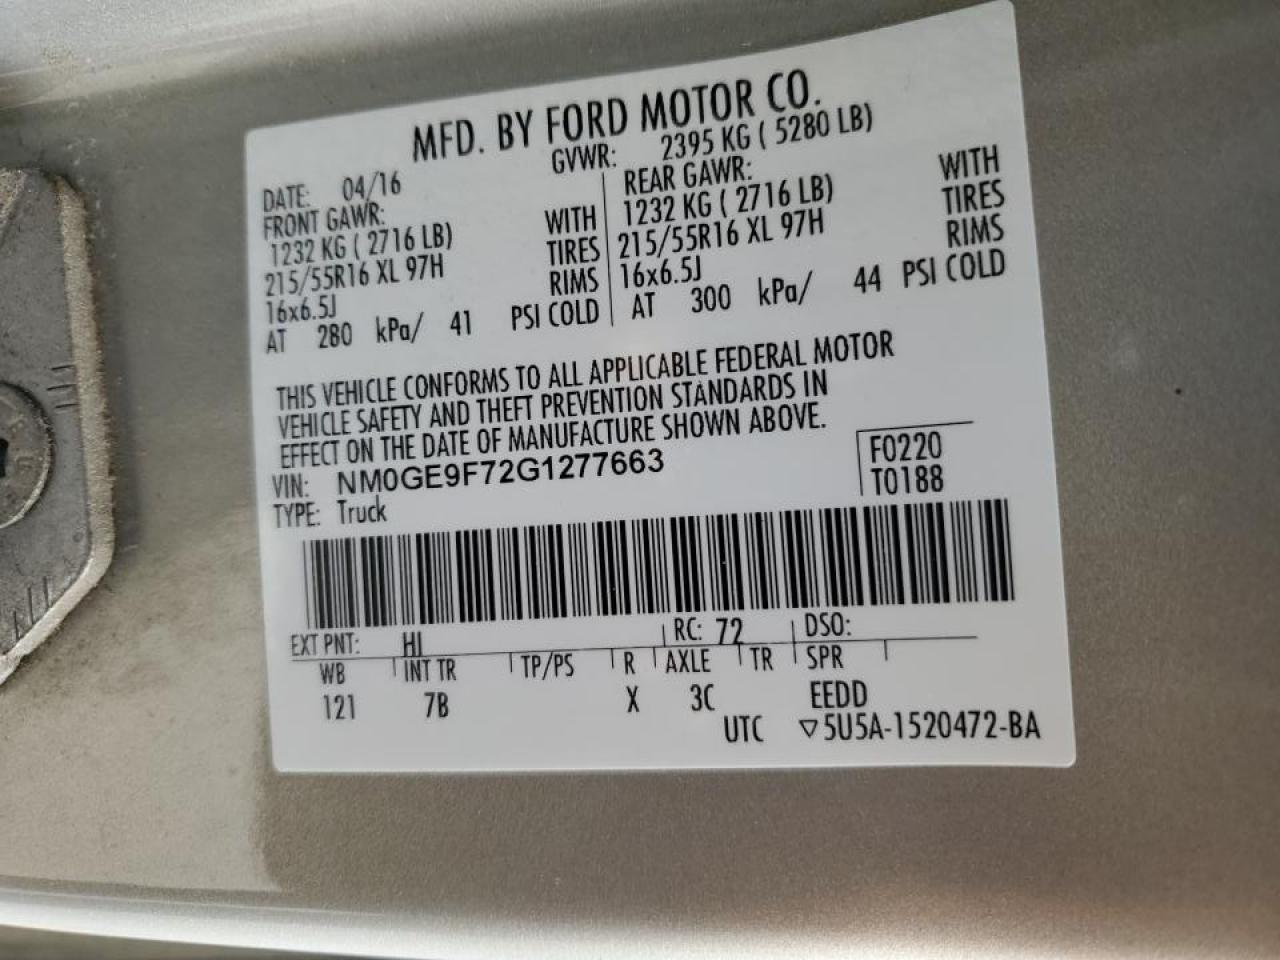 MFD. BY FORD MOTOR CO.
DATE: 04/16 GVWR: 2395 KG ( 5280 LB)
FRONT GAWR:
1232 KG ( 2716 LB) WITH
215/55R16 XL 97H TIRES
16x6.5J RIMS
AT 280 kPa/ 41 PSI COLD
REAR GAWR:
1232 KG ( 2716 LB) WITH
215/55R16 XL 97H TIRES
16x6.5J RIMS
AT 300 kPa/ 44 PSI COLD
THIS VEHICLE CONFORMS TO ALL APPLICABLE FEDERAL MOTOR
VEHICLE SAFETY AND THEFT PREVENTION STANDARDS IN
EFFECT ON THE DATE OF MANUFACTURE SHOWN ABOVE.
VIN: NM0GE9F72G1277663
TYPE: Truck
F0220
T0188
EXT PNT: HI RC: 72 DSO:
WB INT TR TP/PS R AXLE TR SPR
121 7B X 3C EEDD
UTC ▽5U5A-1520472-BA